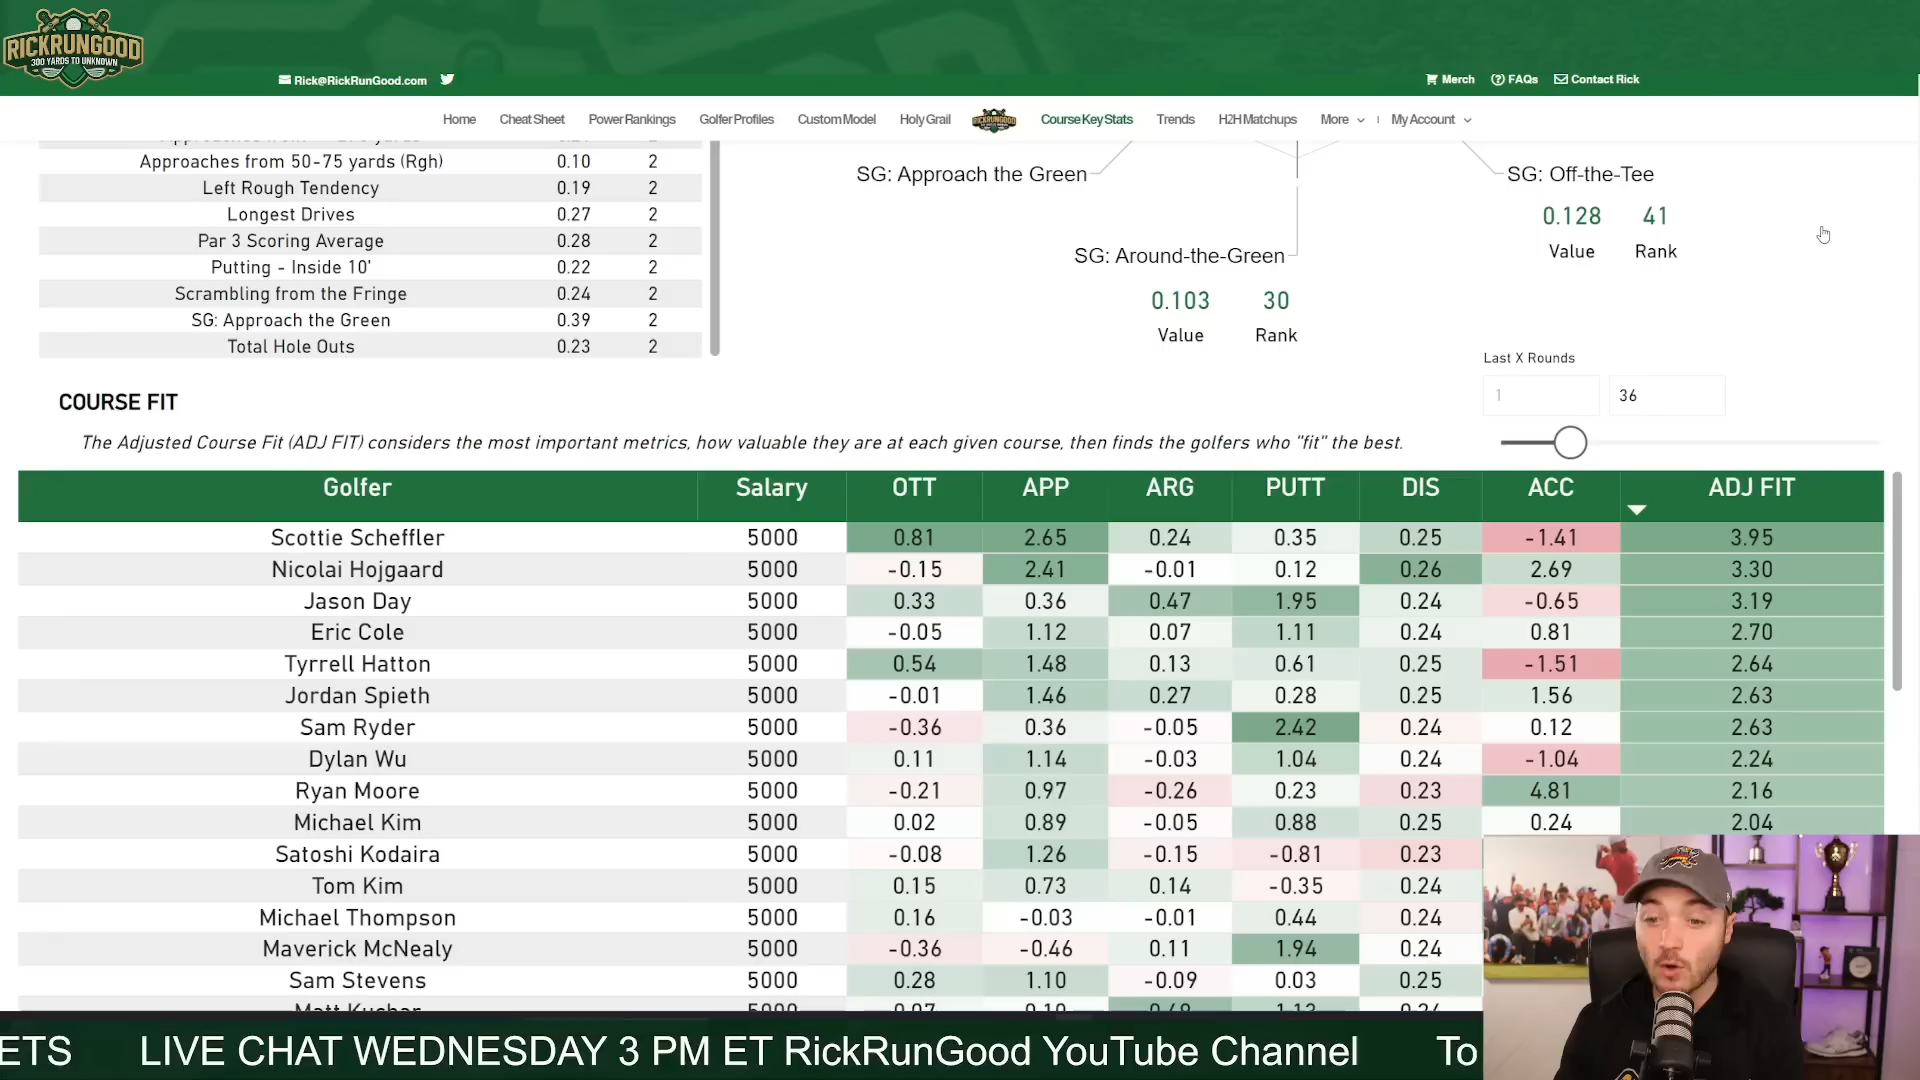 RICKRUNGOOD
300 YARDS TO UNKNOWN
Rick@RickRunGood.com
Merch FAQs Contact Rick
Home Cheat Sheet Power Rankings Golfer Profiles Custom Model Holy Grail RICKRUNGOOD Course Key Stats Trends H2H Matchups More My Account
Approaches from 50-75 yards (Rgh) 0.10 2
Left Rough Tendency 0.19 2
Longest Drives 0.27 2
Par 3 Scoring Average 0.28 2
Putting - Inside 10' 0.22 2
Scrambling from the Fringe 0.24 2
SG: Approach the Green 0.39 2
Total Hole Outs 0.23 2
SG: Approach the Green
SG: Off-the-Tee
0.128 41
Value Rank
SG: Around-the-Green
0.103 30
Value Rank
Last X Rounds
1 36
COURSE FIT
The Adjusted Course Fit (ADJ FIT) considers the most important metrics, how valuable they are at each given course, then finds the golfers who "fit" the best.
Golfer Salary OTT APP ARG PUTT DIS ACC ADJ FIT
Scottie Scheffler 5000 0.81 2.65 0.24 0.35 0.25 -1.41 3.95
Nicolai Hojgaard 5000 -0.15 2.41 -0.01 0.12 0.26 2.69 3.30
Jason Day 5000 0.33 0.36 0.47 1.95 0.24 -0.65 3.19
Eric Cole 5000 -0.05 1.12 0.07 1.11 0.24 0.81 2.70
Tyrrell Hatton 5000 0.54 1.48 0.13 0.61 0.25 -1.51 2.64
Jordan Spieth 5000 -0.01 1.46 0.27 0.28 0.25 1.56 2.63
Sam Ryder 5000 -0.36 0.36 -0.05 2.42 0.24 0.12 2.63
Dylan Wu 5000 0.11 1.14 -0.03 1.04 0.24 -1.04 2.24
Ryan Moore 5000 -0.21 0.97 -0.26 0.23 0.23 4.81 2.16
Michael Kim 5000 0.02 0.89 -0.05 0.88 0.25 0.24 2.04
Satoshi Kodaira 5000 -0.08 1.26 -0.15 -0.81 0.23
Tom Kim 5000 0.15 0.73 0.14 -0.35 0.24
Michael Thompson 5000 0.16 -0.03 -0.01 0.44 0.24
Maverick McNealy 5000 -0.36 -0.46 0.11 1.94 0.24
Sam Stevens 5000 0.28 1.10 -0.09 0.03 0.25
Matt Kuchar 5000
ETS LIVE CHAT WEDNESDAY 3 PM ET RickRunGood YouTube Channel To